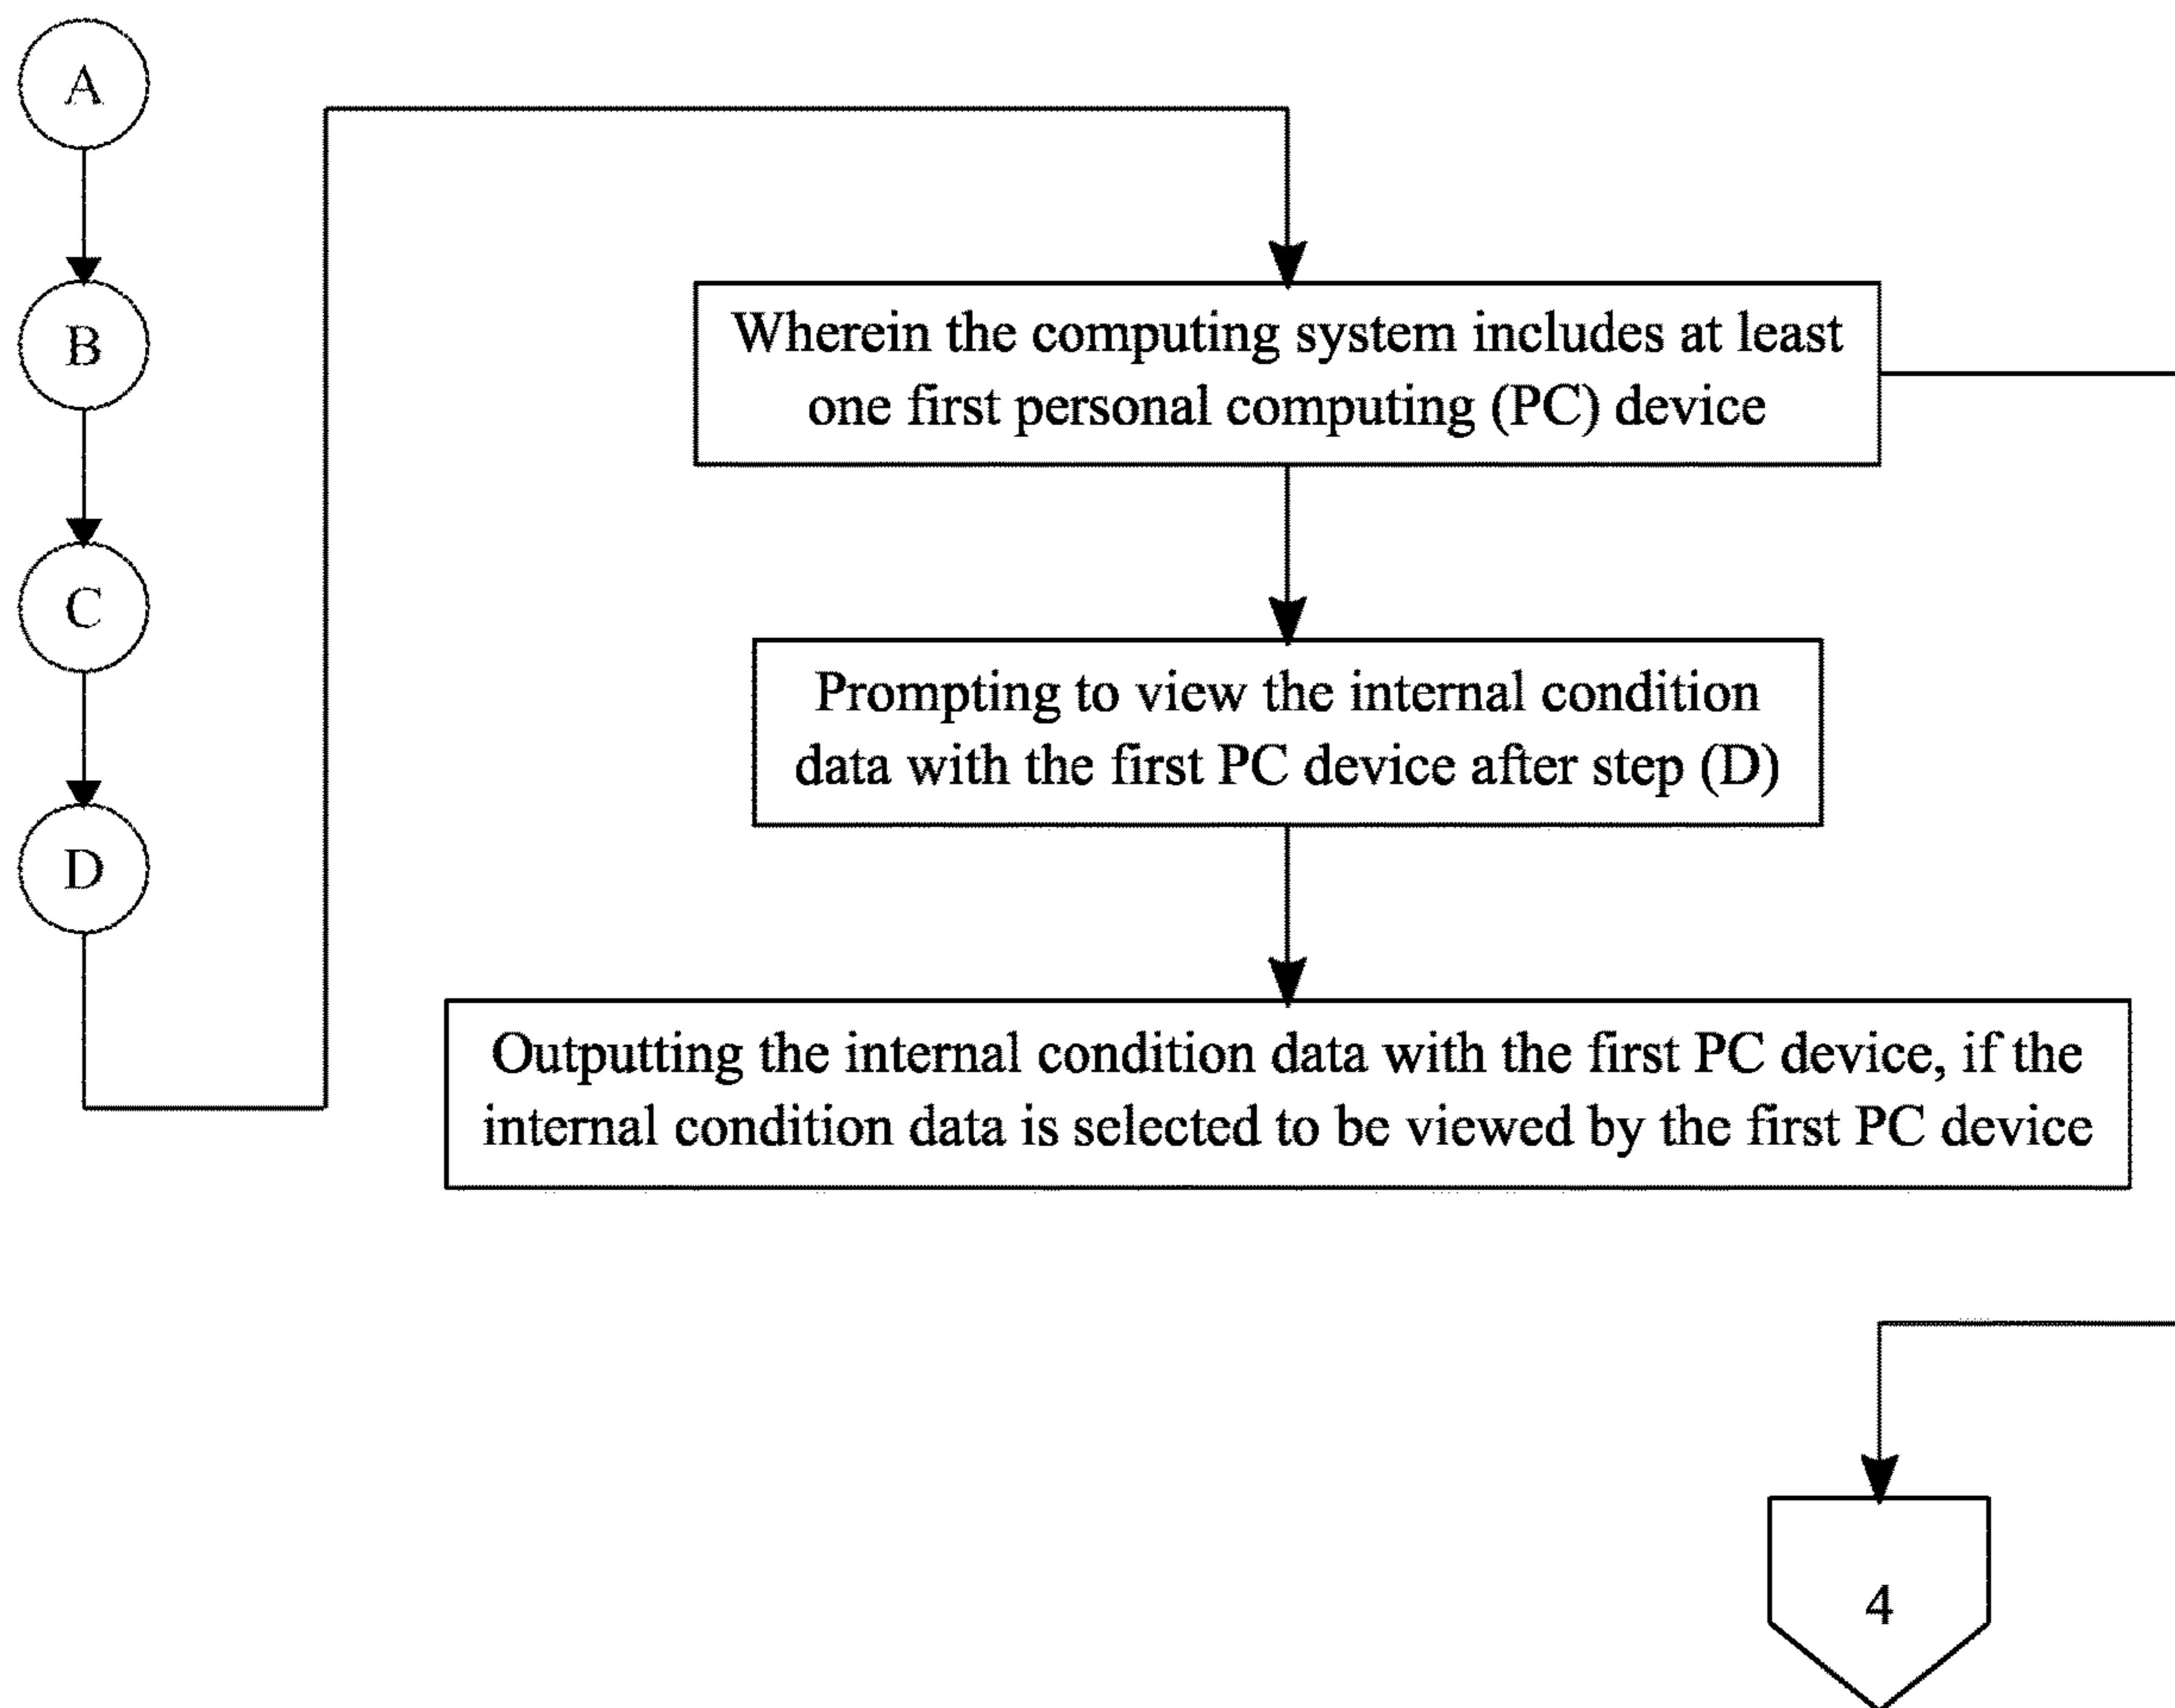 A
B
C
D
Wherein the computing system includes at least
one first personal computing (PC) device
Prompting to view the internal condition
data with the first PC device after step (D)
Outputting the internal condition data with the first PC device, if the
internal condition data is selected to be viewed by the first PC device
4